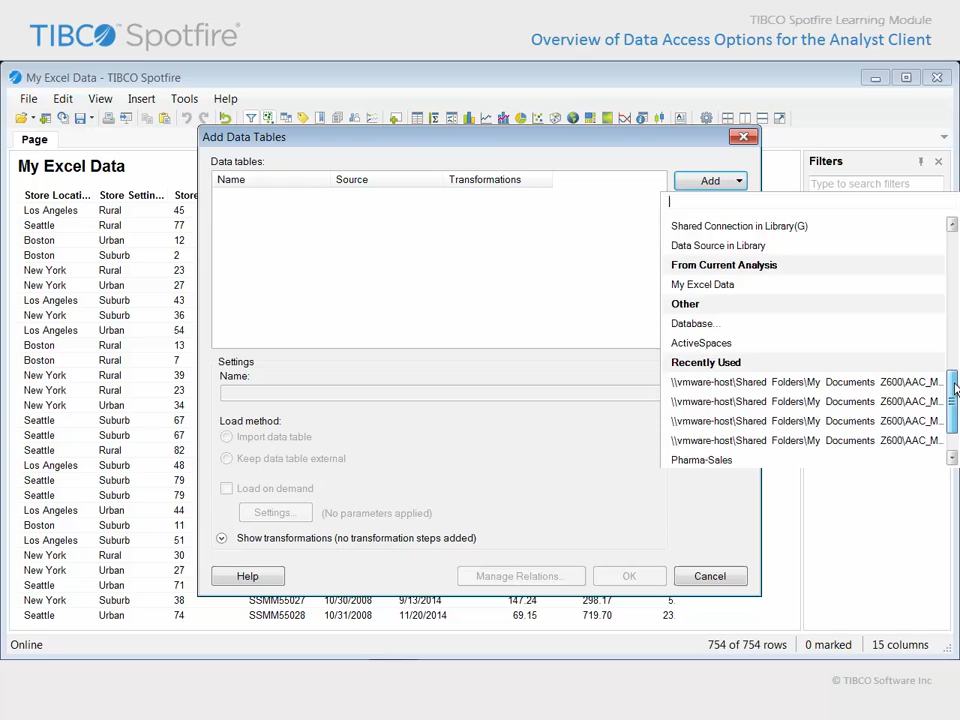 TIBCO Spotfire®
TIBCO Spotfire Learning Module
Overview of Data Access Options for the Analyst Client
My Excel Data - TIBCO Spotfire
File Edit View Insert Tools Help
Page
My Excel Data
Store Locati... Store Settin... Store
Los Angeles Rural 45
Seattle Rural 77
Boston Urban 12
Boston Suburb 2
New York Rural 23
New York Urban 27
Los Angeles Suburb 43
New York Suburb 36
Los Angeles Urban 54
Boston Rural 13
Boston Rural 7
New York Rural 39
New York Rural 23
New York Urban 34
Seattle Suburb 67
Seattle Suburb 67
Seattle Rural 82
Los Angeles Suburb 48
Seattle Suburb 79
Seattle Suburb 79
Los Angeles Urban 44
Boston Suburb 11
Los Angeles Suburb 51
New York Rural 30
New York Urban 27
Seattle Urban 71
New York Suburb 38 SSMM55027 10/30/2008 9/13/2014 147.24 298.17 5.
Seattle Urban 74 SSMM55028 10/31/2008 11/20/2014 69.15 719.70 23.
Add Data Tables
Data tables:
Name Source Transformations
Add
Settings
Name:
Load method:
Import data table
Keep data table external
Load on demand
Settings... (No parameters applied)
Show transformations (no transformation steps added)
Help Manage Relations... OK Cancel
Shared Connection in Library(G)
Data Source in Library
From Current Analysis
My Excel Data
Other
Database...
ActiveSpaces
Recently Used
\\vmware-host\Shared Folders\My Documents Z600\AAC_M...
\\vmware-host\Shared Folders\My Documents Z600\AAC_M...
\\vmware-host\Shared Folders\My Documents Z600\AAC_M...
\\vmware-host\Shared Folders\My Documents Z600\AAC_M...
Pharma-Sales
Filters
Type to search filters
Online 754 of 754 rows 0 marked 15 columns
© TIBCO Software Inc